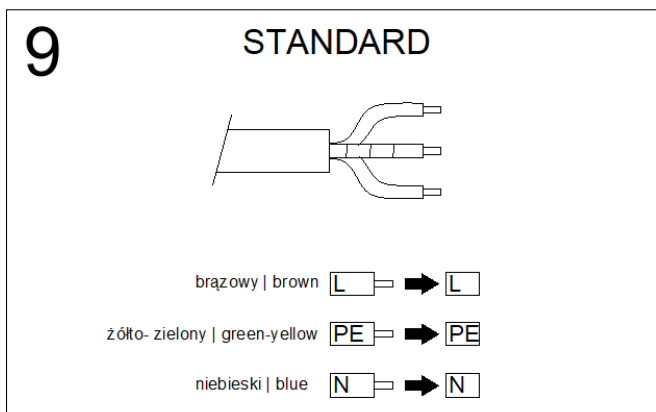 9
STANDARD
brązowy | brown L L
żółto- zielony | green-yellow PE PE
niebieski | blue N N